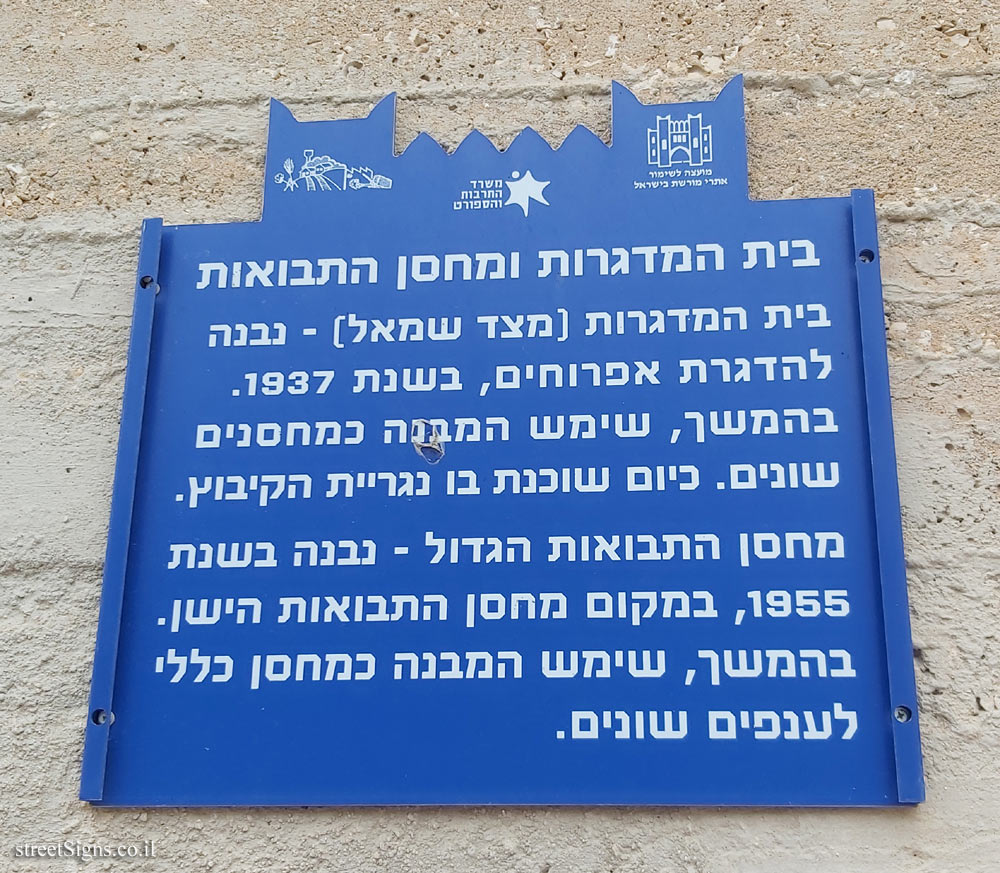 מועצה לשימור
אתרי מורשת בישראל
משרד
התרבות
והספורט
בית המדגרות ומחסן התבואות
בית המדגרות (מצד שמאל) - נבנה
להדגרת אפרוחים, בשנת 1937.
בהמשך, שימש המבנה כמחסנים
שונים. כיום שוכנת בו נגריית הקיבוץ.
מחסן התבואות הגדול - נבנה בשנת
1955, במקום מחסן התבואות הישן.
בהמשך, שימש המבנה כמחסן כללי
לענפים שונים.
streetSigns.co.il